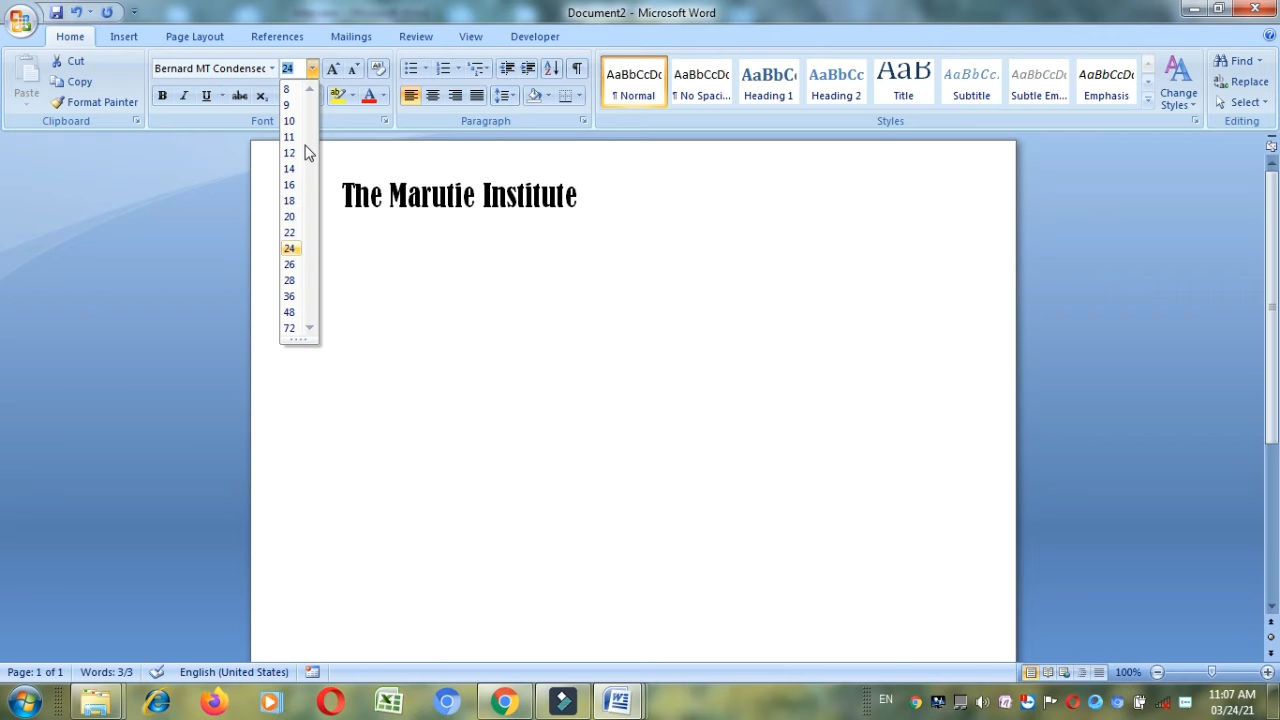 Document2 - Microsoft Word
Home Insert Page Layout References Mailings Review View Developer
Paste
Cut
Copy
Format Painter
Clipboard
Bernard MT Condensec 24
B I U abc X₂
Font
Paragraph
AaBbCcDc AaBbCcDc AaBbC AaBbCc AaB AaBbCc. AaBbCcDc AaBbCcDc
¶ Normal ¶ No Spaci... Heading 1 Heading 2 Title Subtitle Subtle Em... Emphasis
Styles
Change Styles
Find
Replace
Select
Editing
8
9
10
11
12
14
16
18
20
22
24
26
28
36
48
72
The Marutie Institute
Page: 1 of 1 Words: 3/3 English (United States) 100%
EN
11:07 AM
03/24/21